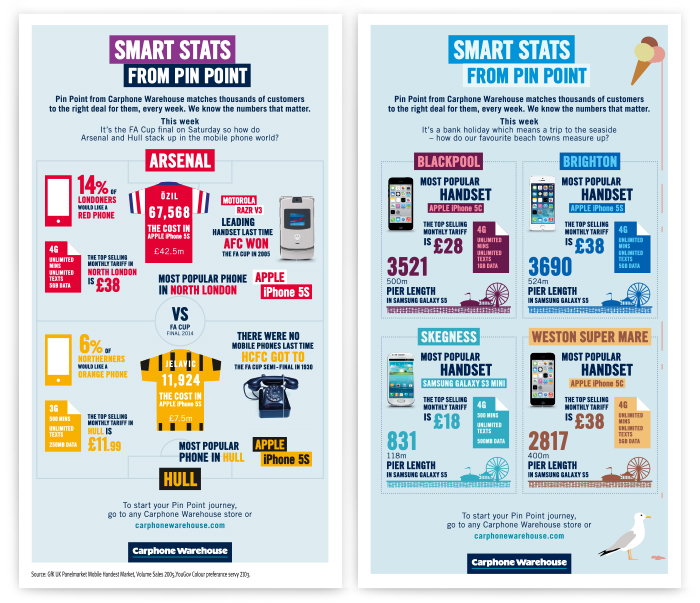 SMART STATS
FROM PIN POINT
Pin Point from Carphone Warehouse matches thousands of customers
to the right deal for them, every week. We know the numbers that matter.
This week
It's the FA Cup final on Saturday so how do
Arsenal and Hull stack up in the mobile phone world?
ARSENAL
14% OF
LONDONERS
WOULD LIKE A
RED PHONE
ÖZIL
67,568
THE COST IN
APPLE iPhone 5S
£42.5m
MOTOROLA
RAZR V3
LEADING
HANDSET LAST TIME
AFC WON
THE FA CUP IN 2005
4G
UNLIMITED
MINS
UNLIMITED
TEXTS
5GB DATA
THE TOP SELLING
MONTHLY TARIFF IN
NORTH LONDON
IS £38
MOST POPULAR PHONE
IN NORTH LONDON
APPLE
iPhone 5S
VS
FA CUP
FINAL 2014
6% OF
NORTHERNERS
WOULD LIKE A
ORANGE PHONE
JELAVIC
11,924
THE COST IN
APPLE iPhone 5S
£7.5m
THERE WERE NO
MOBILE PHONES LAST TIME
HCFC GOT TO
THE FA CUP SEMI-FINAL IN 1930
3G
500 MINS
UNLIMITED
TEXTS
250MB DATA
THE TOP SELLING
MONTHLY TARIFF IN
HULL IS
£11.99
MOST POPULAR
PHONE IN HULL
APPLE
iPhone 5S
HULL
To start your Pin Point journey,
go to any Carphone Warehouse store or
carphonewarehouse.com
Carphone Warehouse
Source: GfK UK Panelmarket Mobile Handest Market, Volume Sales 2005,YouGov Colour preferance servy 2103.
SMART STATS
FROM PIN POINT
Pin Point from Carphone Warehouse matches thousands of customers
to the right deal for them, every week. We know the numbers that matter.
This week
It's a bank holiday which means a trip to the seaside
– how do our favourite beach towns measure up?
BLACKPOOL
MOST POPULAR
HANDSET
APPLE iPhone 5C
THE TOP SELLING
MONTHLY TARIFF
IS £28
4G
UNLIMITED
MINS
UNLIMITED
TEXTS
1GB DATA
3521
500m
PIER LENGTH
IN SAMSUNG GALAXY S5
BRIGHTON
MOST POPULAR
HANDSET
APPLE iPhone 5S
THE TOP SELLING
MONTHLY TARIFF
IS £38
4G
UNLIMITED
MINS
UNLIMITED
TEXTS
5GB DATA
3690
524m
PIER LENGTH
IN SAMSUNG GALAXY S5
SKEGNESS
MOST POPULAR
HANDSET
SAMSUNG GALAXY S3 MINI
THE TOP SELLING
MONTHLY TARIFF
IS £18
4G
500 MINS
UNLIMITED
TEXTS
500MB DATA
831
118m
PIER LENGTH
IN SAMSUNG GALAXY S5
WESTON SUPER MARE
MOST POPULAR
HANDSET
APPLE iPhone 5C
THE TOP SELLING
MONTHLY TARIFF
IS £38
4G
UNLIMITED
MINS
UNLIMITED
TEXTS
5GB DATA
2817
400m
PIER LENGTH
IN SAMSUNG GALAXY S5
To start your Pin Point journey,
go to any Carphone Warehouse store or
carphonewarehouse.com
Carphone Warehouse